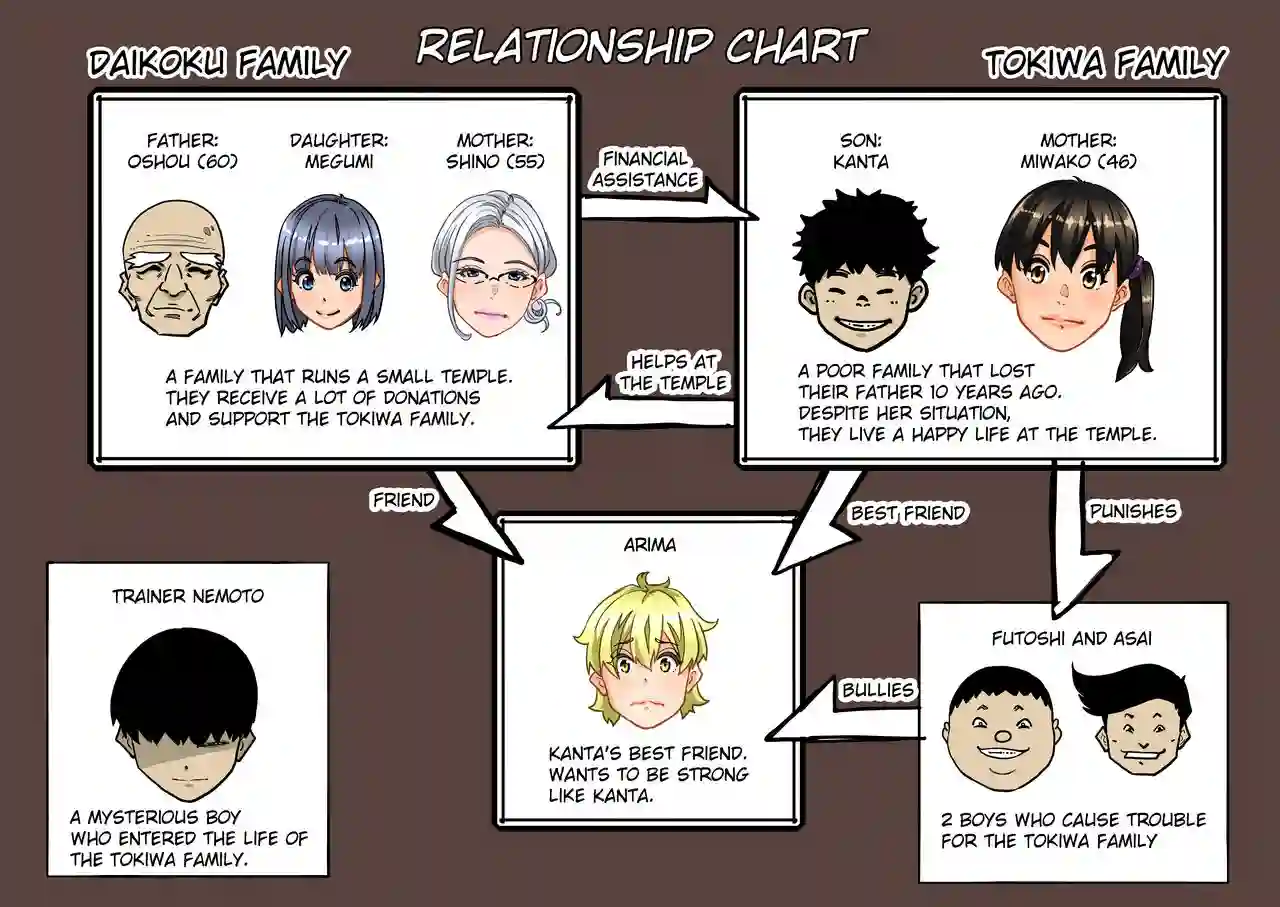 RELATIONSHIP CHART
DAIKOKU FAMILY
TOKIWA FAMILY
FATHER:
OSHOU (60)
DAUGHTER:
MEGUMI
MOTHER:
SHINO (55)
A FAMILY THAT RUNS A SMALL TEMPLE.
THEY RECEIVE A LOT OF DONATIONS
AND SUPPORT THE TOKIWA FAMILY.
FINANCIAL
ASSISTANCE
HELPS AT
THE TEMPLE
SON:
KANTA
MOTHER:
MIWAKO (46)
A POOR FAMILY THAT LOST
THEIR FATHER 10 YEARS AGO.
DESPITE HER SITUATION,
THEY LIVE A HAPPY LIFE AT THE TEMPLE.
FRIEND
BEST FRIEND
PUNISHES
TRAINER NEMOTO
A MYSTERIOUS BOY
WHO ENTERED THE LIFE OF
THE TOKIWA FAMILY.
ARIMA
KANTA'S BEST FRIEND.
WANTS TO BE STRONG
LIKE KANTA.
BULLIES
FUTOSHI AND ASAI
2 BOYS WHO CAUSE TROUBLE
FOR THE TOKIWA FAMILY